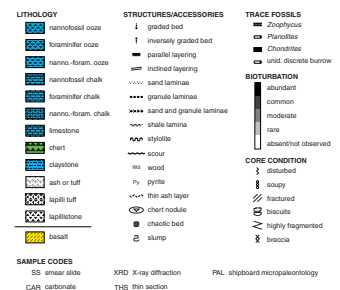 LITHOLOGY
nannofossil ooze
foraminifer ooze
nanno.-foram. ooze
nannofossil chalk
foraminifer chalk
nanno-foram. chalk
limestone
chert
claystone
ash or tuff
lapilli tuff
lapillistone
basalt
STRUCTURES/ACCESSORIES
graded bed
inversely graded bed
parallel layering
inclined layering
sand laminae
granule laminae
sand and granule laminae
shale lamina
stylolite
scour
Wd wood
Py pyrite
thin ash layer
chert nodule
chaotic bed
slump
TRACE FOSSILS
Zoophycus
Planolites
Chondrites
unid. discrete burrow
BIOTURBATION
abundant
common
moderate
rare
absent/not observed
CORE CONDITION
disturbed
soupy
fractured
biscuits
highly fragmented
breccia
SAMPLE CODES
SS smear slide XRD X-ray diffraction PAL shipboard micropaleontology
CAR carbonate THS thin section